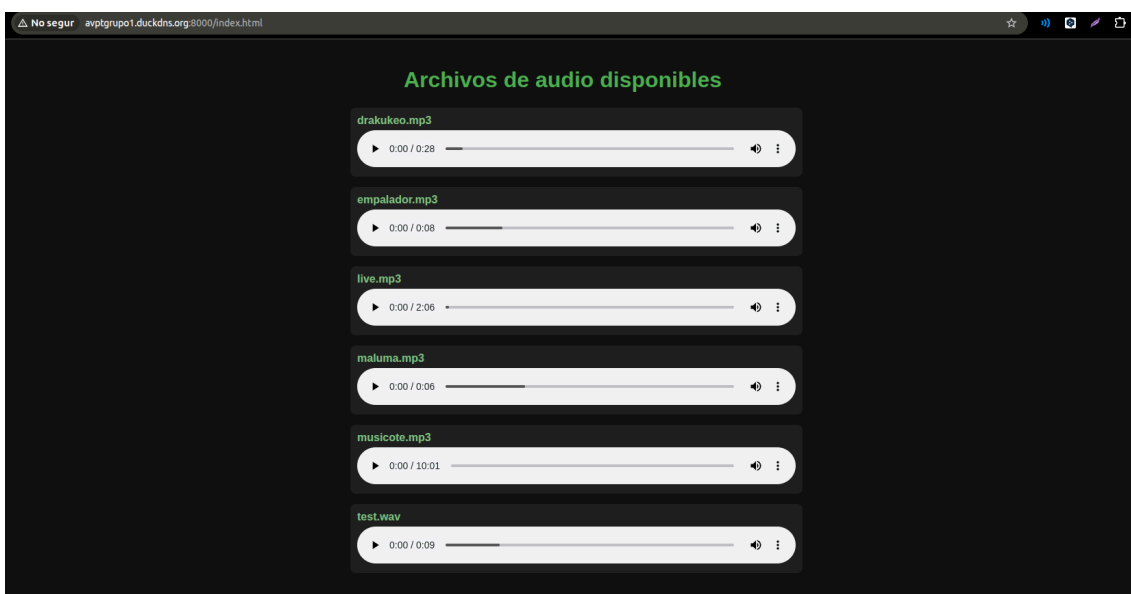 No segur avptgrupo1.duckdns.org:8000/index.html
Archivos de audio disponibles
drakukeo.mp3
0:00 / 0:28
empalador.mp3
0:00 / 0:08
live.mp3
0:00 / 2:06
maluma.mp3
0:00 / 0:06
musicote.mp3
0:00 / 10:01
test.wav
0:00 / 0:09